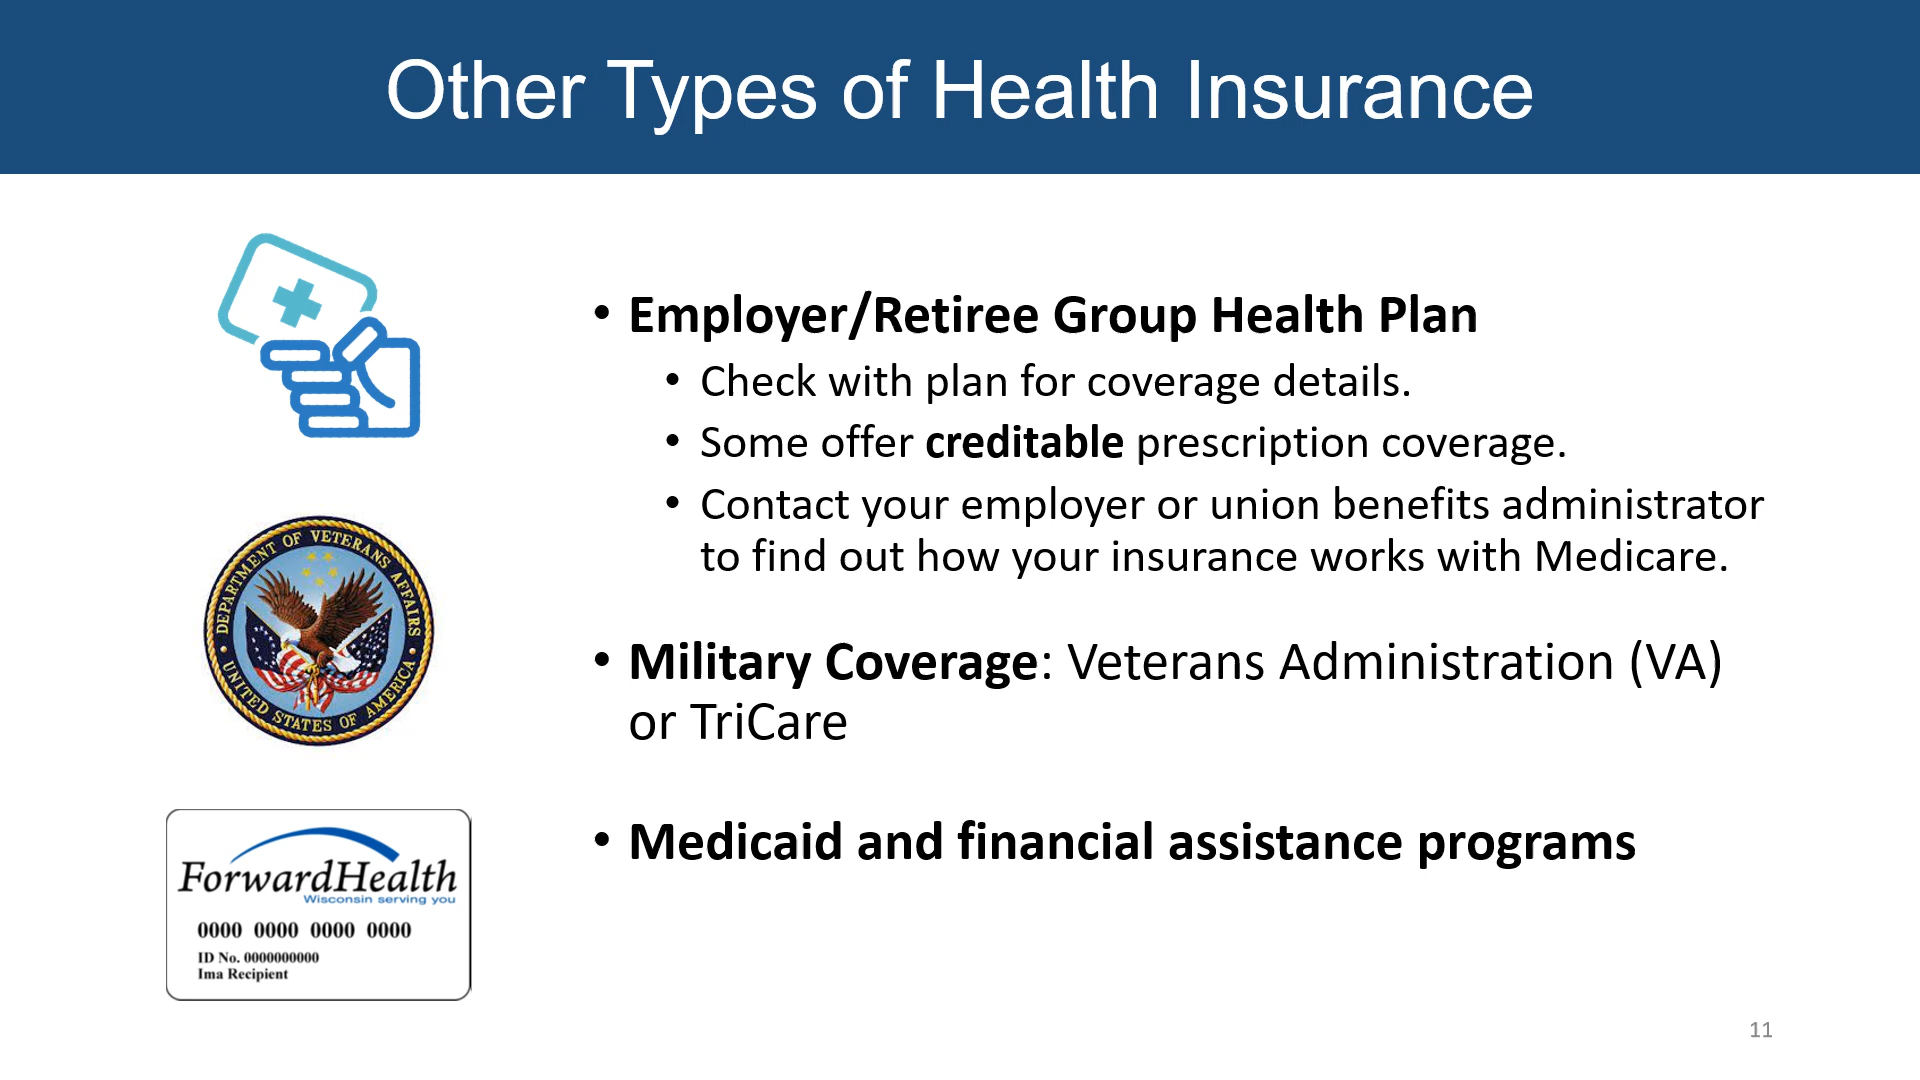 Other Types of Health Insurance
• Employer/Retiree Group Health Plan
• Check with plan for coverage details.
• Some offer creditable prescription coverage.
• Contact your employer or union benefits administrator
to find out how your insurance works with Medicare.
DEPARTMENT OF VETERANS AFFAIRS
UNITED STATES OF AMERICA
• Military Coverage: Veterans Administration (VA)
or TriCare
• Medicaid and financial assistance programs
ForwardHealth
Wisconsin serving you
0000 0000 0000 0000
ID No. 0000000000
Ima Recipient
11